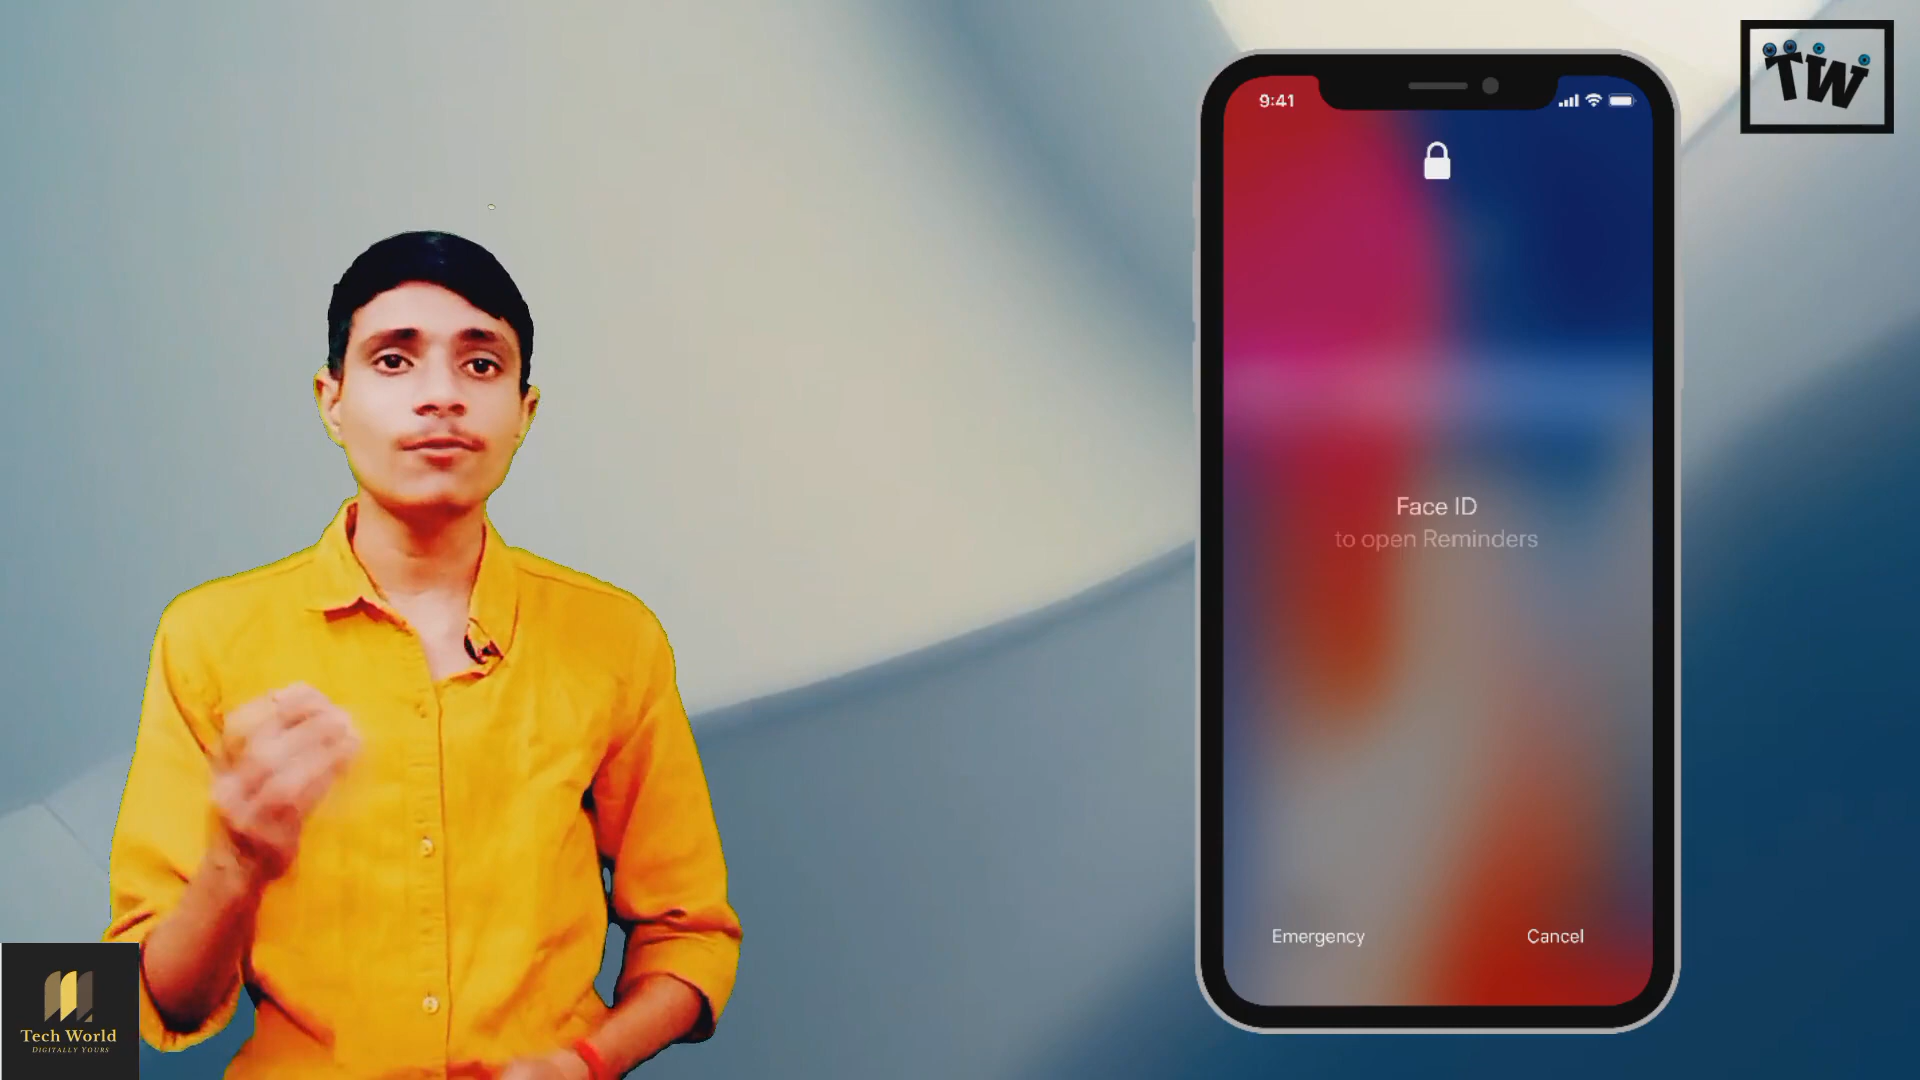 TW
9:41
Face ID
to open Reminders
Emergency
Cancel
Tech World
DIGITALLY YOURS